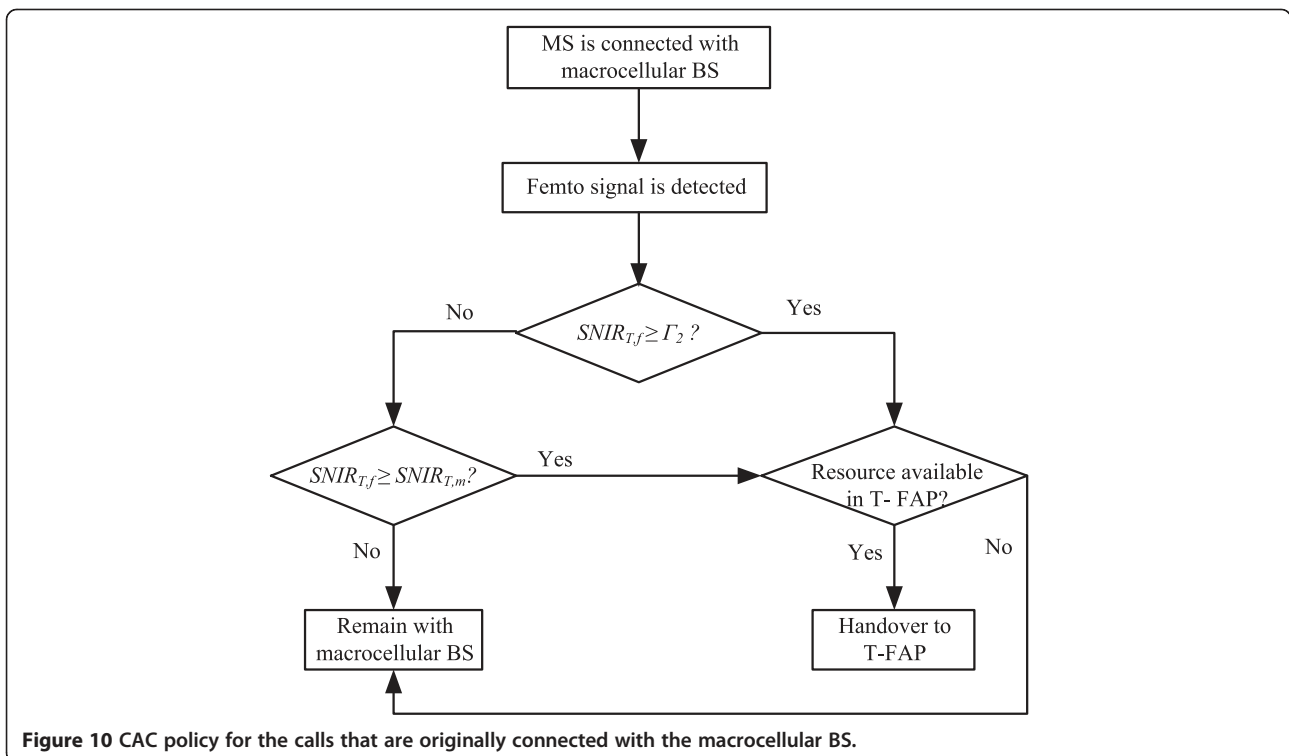 MS is connected with
macrocellular BS
Femto signal is detected
No
Yes
SNIR_{T,f} ≥ Γ_2 ?
SNIR_{T,f} ≥ SNIR_{T,m}?
Yes
Resource available
in T- FAP?
No
Yes
No
Remain with
macrocellular BS
Handover to
T-FAP
Figure 10 CAC policy for the calls that are originally connected with the macrocellular BS.